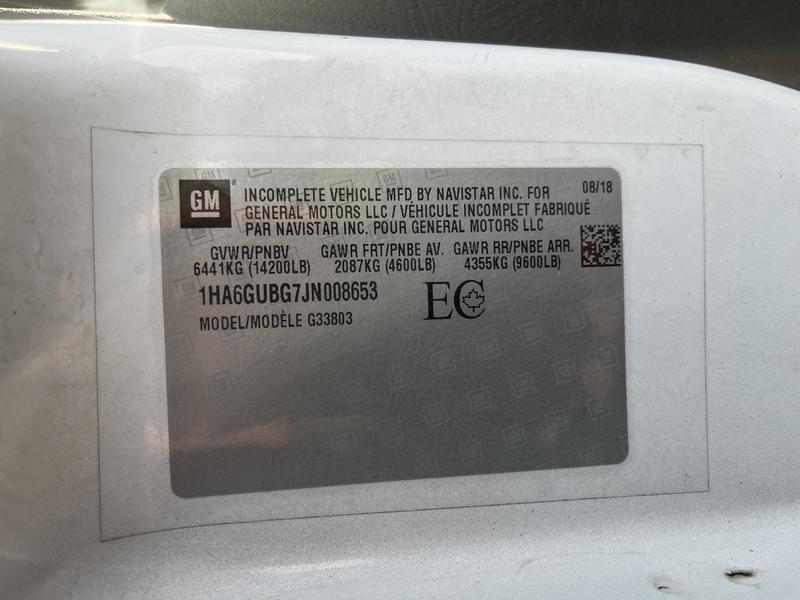 GM
08/18
INCOMPLETE VEHICLE MFD BY NAVISTAR INC. FOR
GENERAL MOTORS LLC / VÉHICULE INCOMPLET FABRIQUÉ
PAR NAVISTAR INC. POUR GENERAL MOTORS LLC
GVWR/PNBV GAWR FRT/PNBE AV. GAWR RR/PNBE ARR.
6441KG (14200LB) 2087KG (4600LB) 4355KG (9600LB)
1HA6GUBG7JN008653 EC
MODEL/MODÈLE G33803